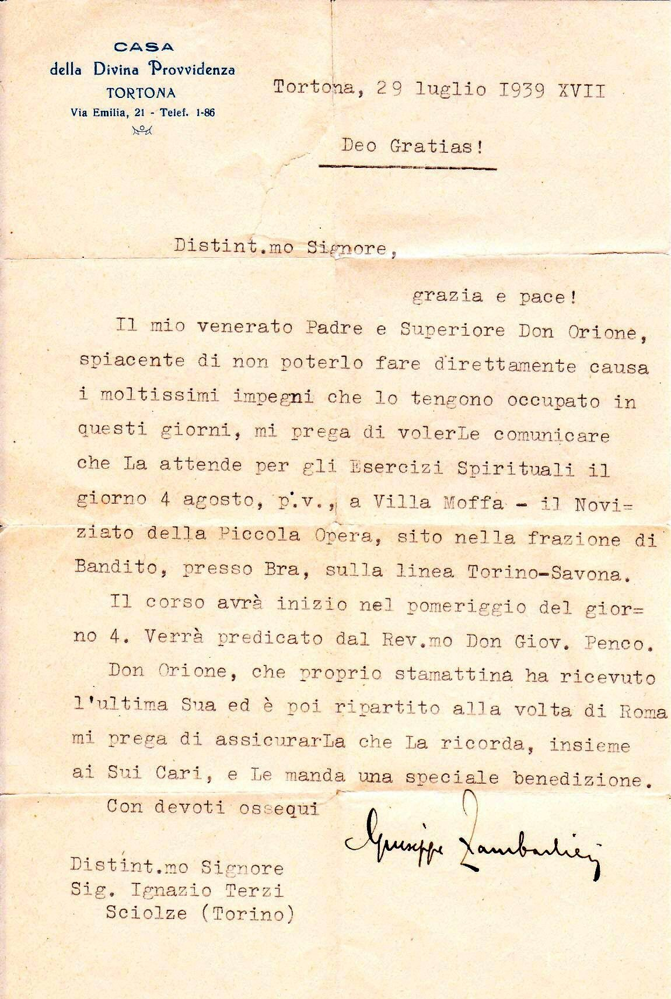 CASA
della Divina Provvidenza
TORTONA
Via Emilia, 21 - Telef. 1-86
Tortona, 29 luglio I939 XVII
Deo Gratias!
Distint.mo Signore,
grazia e pace!
Il mio venerato Padre e Superiore Don Orione,
spiacente di non poterlo fare direttamente causa
i moltissimi impegni che lo tengono occupato in
questi giorni, mi prega di volerLe comunicare
che La attende per gli Esercizi Spirituali il
giorno 4 agosto, p.v., a Villa Moffa - il Novi=
ziato della Piccola Opera, sito nella frazione di
Bandito, presso Bra, sulla linea Torino-Savona.
Il corso avrà inizio nel pomeriggio del gior=
no 4. Verrà predicato dal Rev.mo Don Giov. Penco.
Don Orione, che proprio stamattina ha ricevuto
l'ultima Sua ed è poi ripartito alla volta di Roma
mi prega di assicurarLa che La ricorda, insieme
ai Sui Cari, e Le manda una speciale benedizione.
Con devoti ossequi
Giuseppe Zambarbieri
Distint.mo Signore
Sig. Ignazio Terzi
Sciolze (Torino)